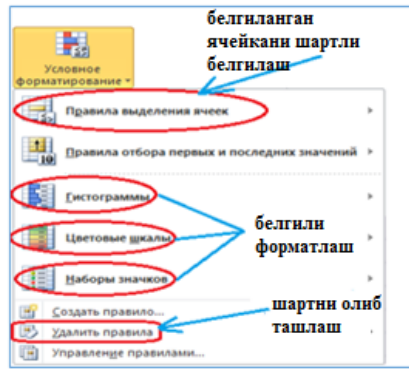 белгиланган
ячейкани шартли
белгилаш
Условное
форматирование
Правила выделения ячеек
Правила отбора первых и последних значений
10
Гистограммы
Цветовые шкалы
Наборы значков
белгили
форматлаш
Создать правило...
Удалить правила
Управление правилами...
шартни олиб
ташлаш